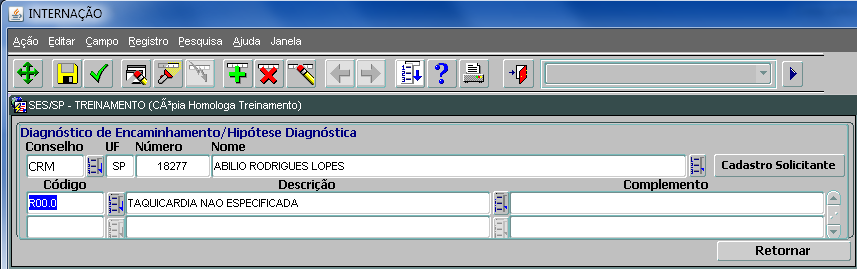 INTERNAÇÃO
Ação Editar Campo Registro Pesquisa Ajuda Janela
SES/SP - TREINAMENTO (CÃ³pia Homologa Treinamento)
Diagnóstico de Encaminhamento/Hipótese Diagnóstica
Conselho UF Número Nome
CRM SP 18277 ABILIO RODRIGUES LOPES Cadastro Solicitante
Código Descrição Complemento
R00.0 TAQUICARDIA NAO ESPECIFICADA
Retornar